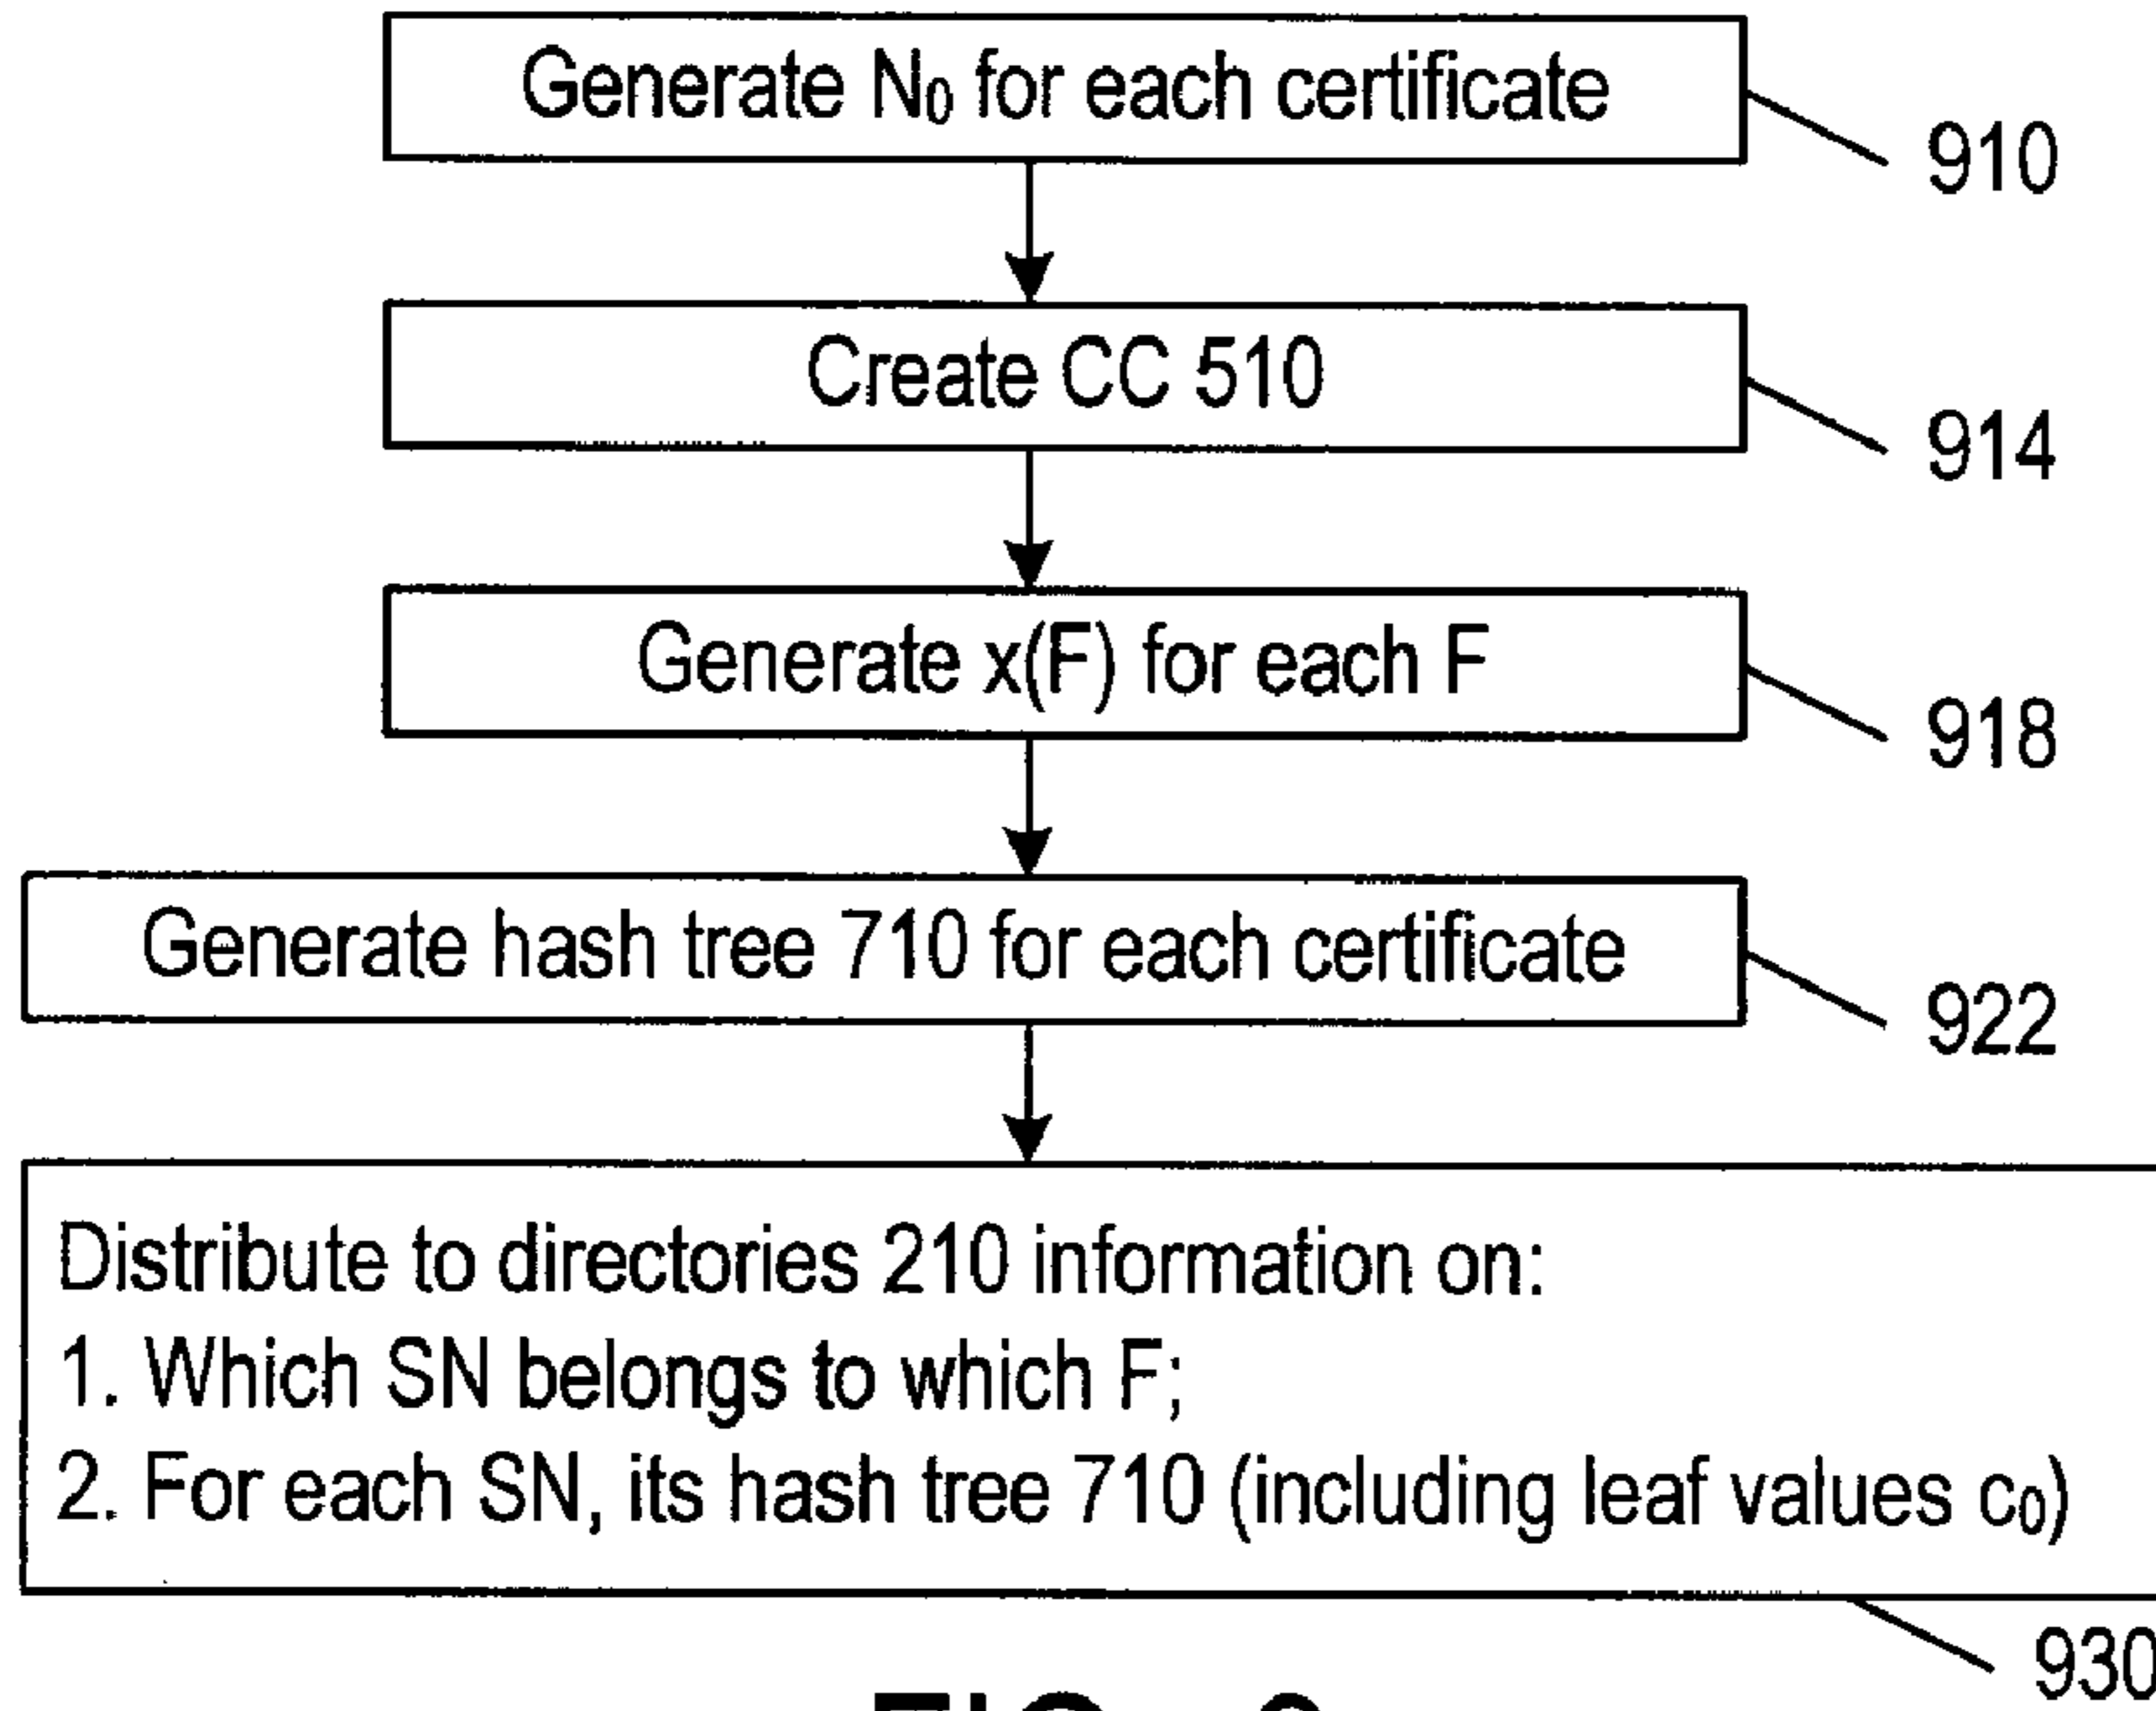 Generate N₀ for each certificate
910
Create CC 510
914
Generate x(F) for each F
918
Generate hash tree 710 for each certificate
922
Distribute to directories 210 information on:
1. Which SN belongs to which F;
2. For each SN, its hash tree 710 (including leaf values c₀)
930